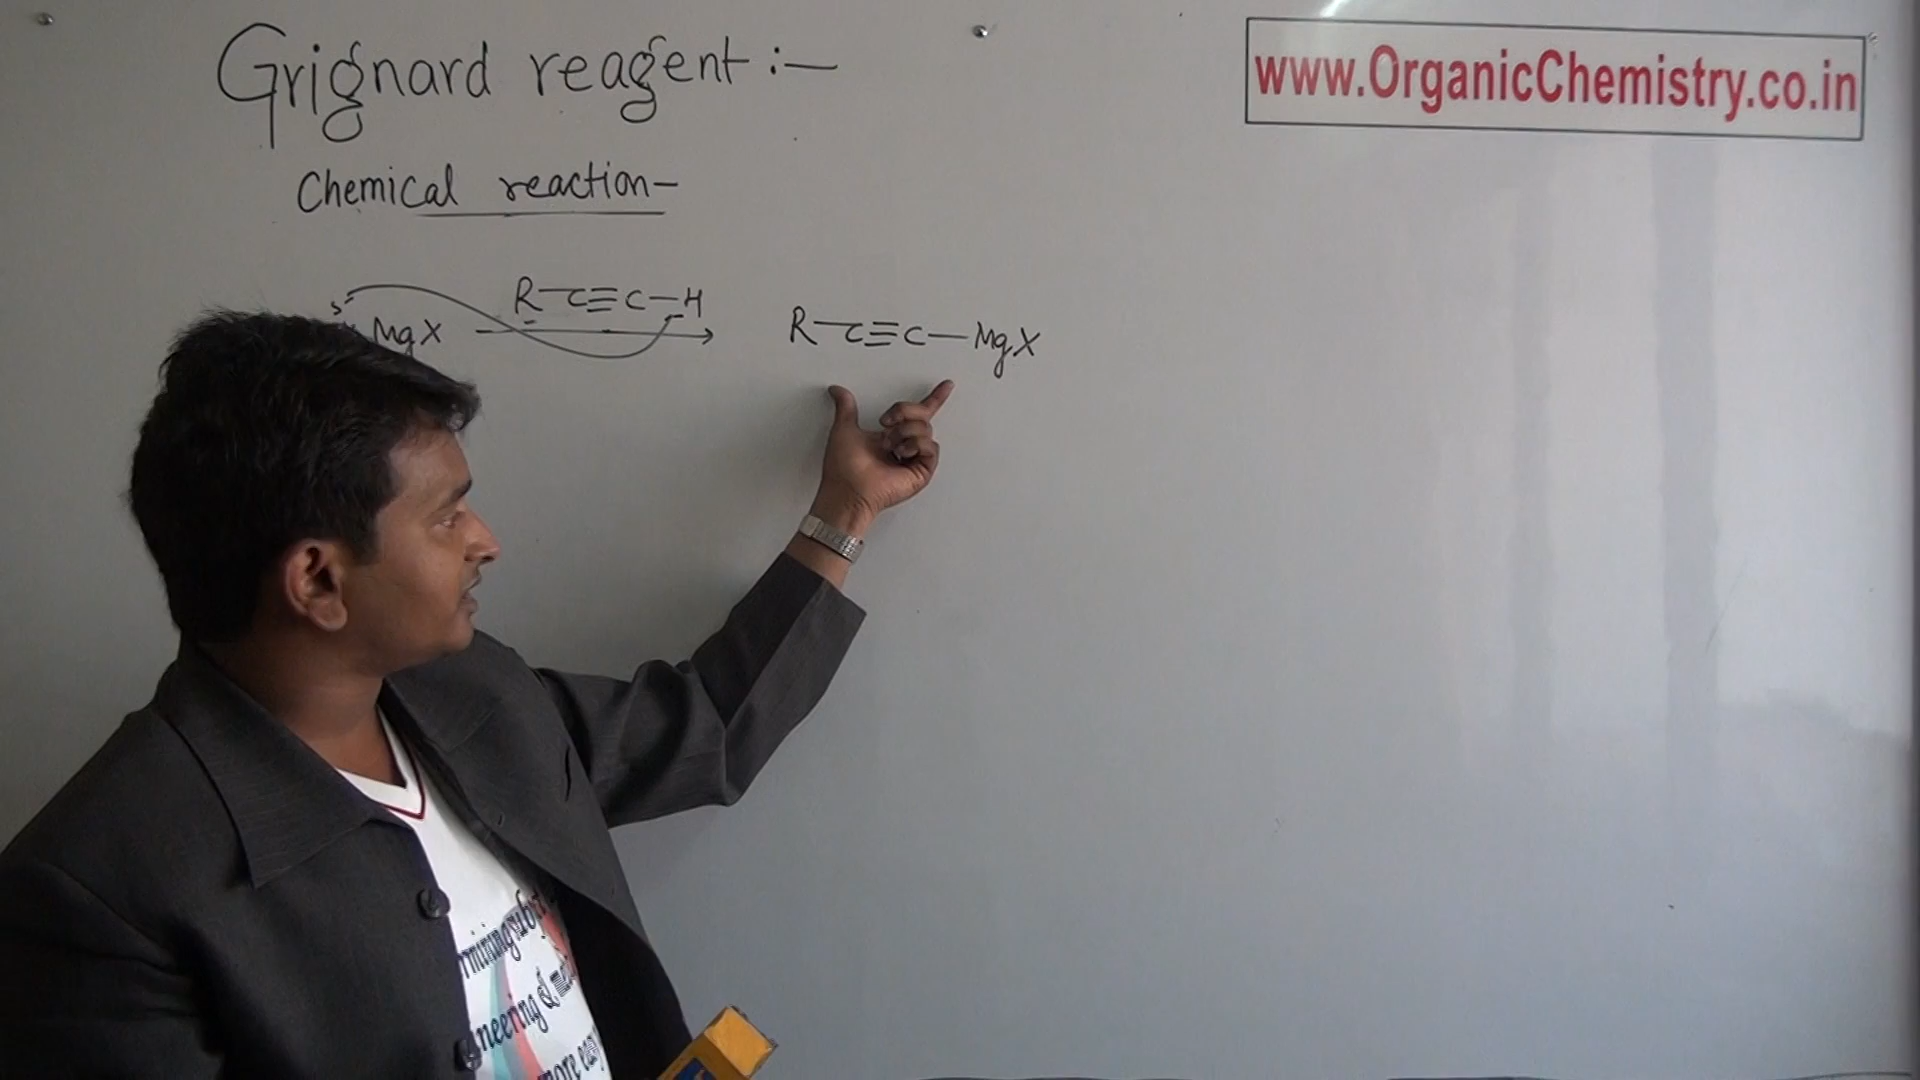 Grignard reagent :—
www.OrganicChemistry.co.in
Chemical reaction-
R-C≡C-H
MgX
R-C≡C-MgX